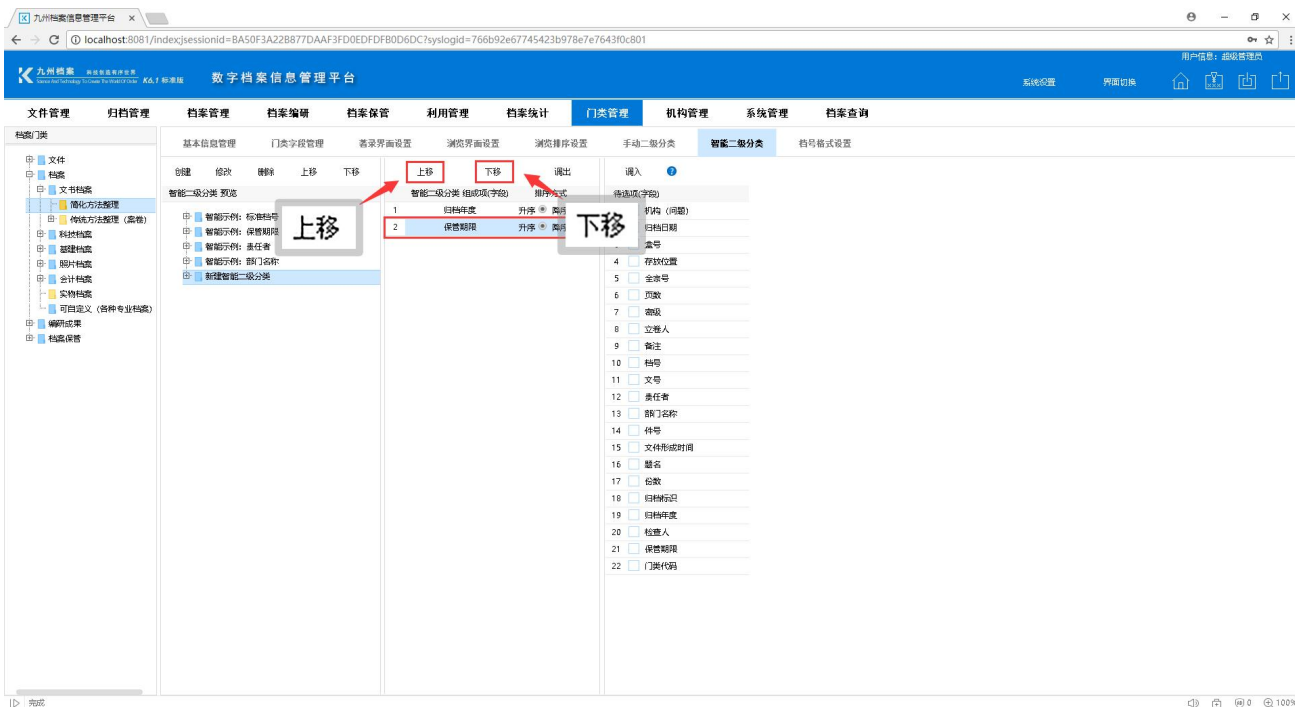 九州档案信息管理平台 ×
localhost:8081/index;jsessionid=BA50F3A22B877DAAF3FD0EDFDFB0D6DC?syslogid=766b92e67745423b978e7e7643f0c801
用户信息: 超级管理员
九州档案 科技创造有序世界 K6.1 标准版 数字档案信息管理平台 系统设置 界面切换
文件管理 归档管理 档案管理 档案编研 档案保管 利用管理 档案统计 门类管理 机构管理 系统管理 档案查询
档案门类
基本信息管理 门类字段管理 著录界面设置 浏览界面设置 浏览排序设置 手动二级分类 智能二级分类 档号格式设置
文件
档案
文书档案
简化方法整理
传统方法整理（案卷）
科技档案
基建档案
照片档案
会计档案
实物档案
可自定义（各种专业档案）
编研成果
档案保管
创建 修改 删除 上移 下移
智能二级分类 预览
智能示例: 标准档号
智能示例: 保管期限
智能示例: 责任者
智能示例: 部门名称
新建智能二级分类
上移
上移 下移 调出
智能二级分类 组成项(字段) 排序方式
1 归档年度 升序 降序
2 保管期限 升序 降序
下移
调入 ?
待选项(字段)
机构（问题）
归档日期
盒号
4 存放位置
5 全宗号
6 页数
7 密级
8 立卷人
9 备注
10 档号
11 文号
12 责任者
13 部门名称
14 件号
15 文件形成时间
16 题名
17 份数
18 归档标识
19 归档年度
20 检查人
21 保管期限
22 门类代码
完成
0 100%